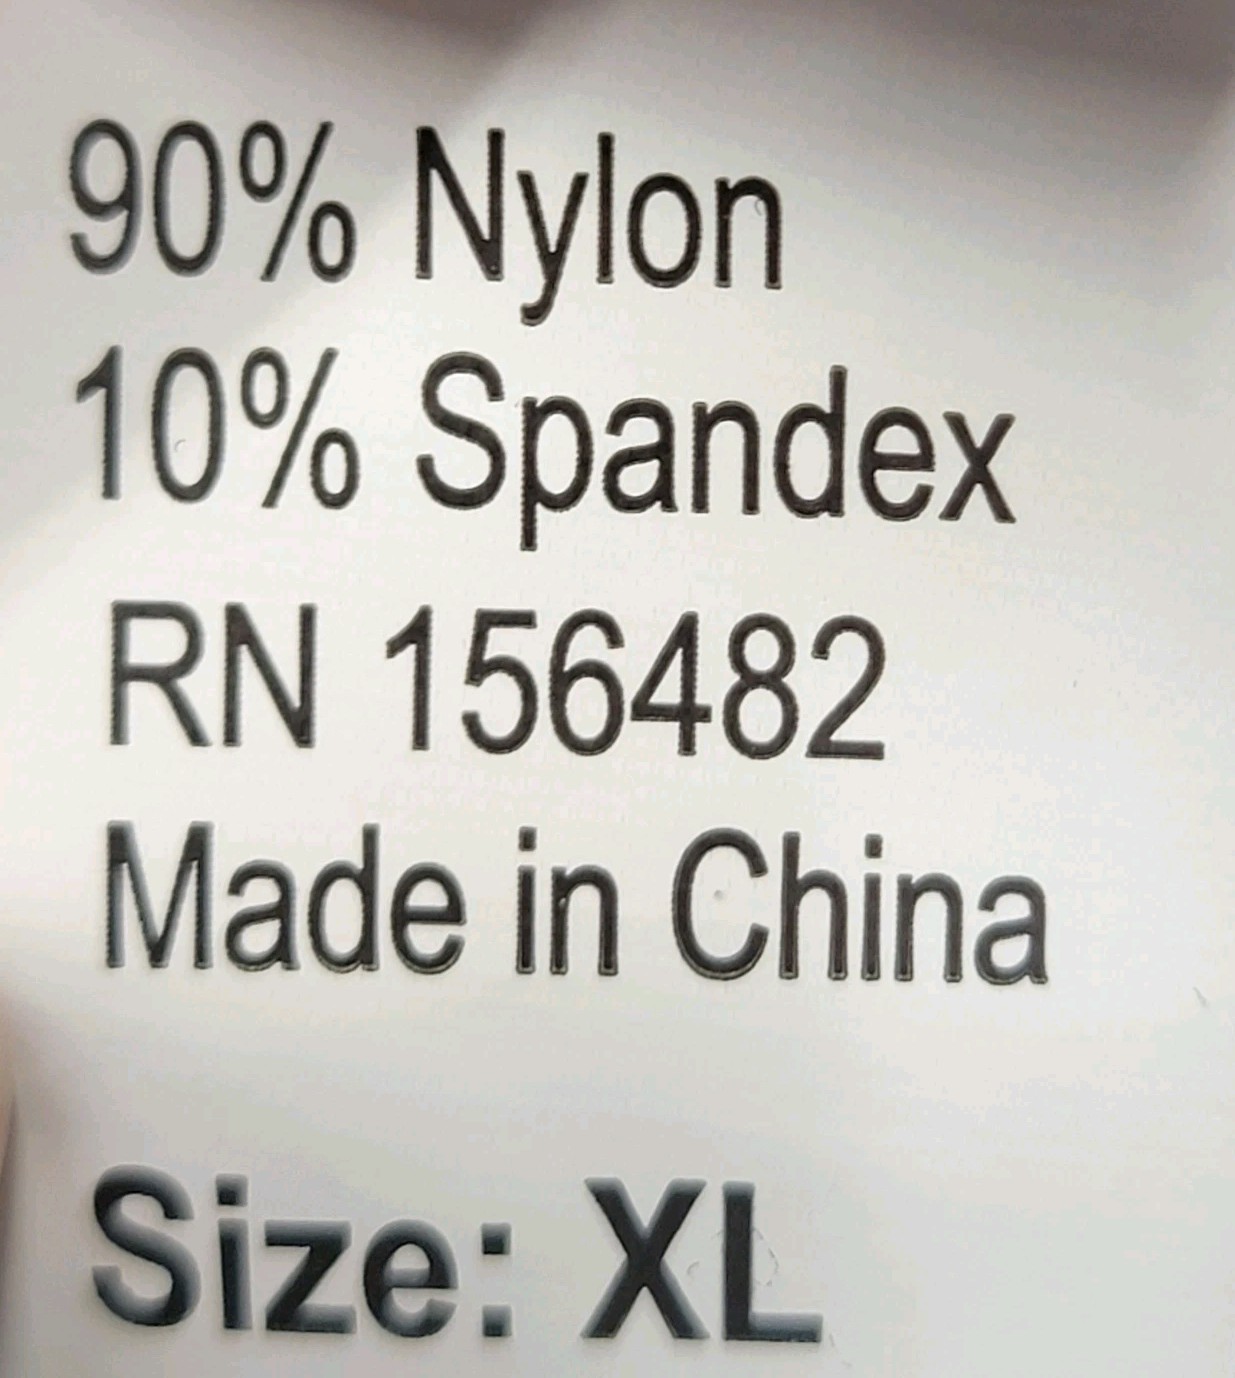 90% Nylon
10% Spandex
RN 156482
Made in China
Size: XL